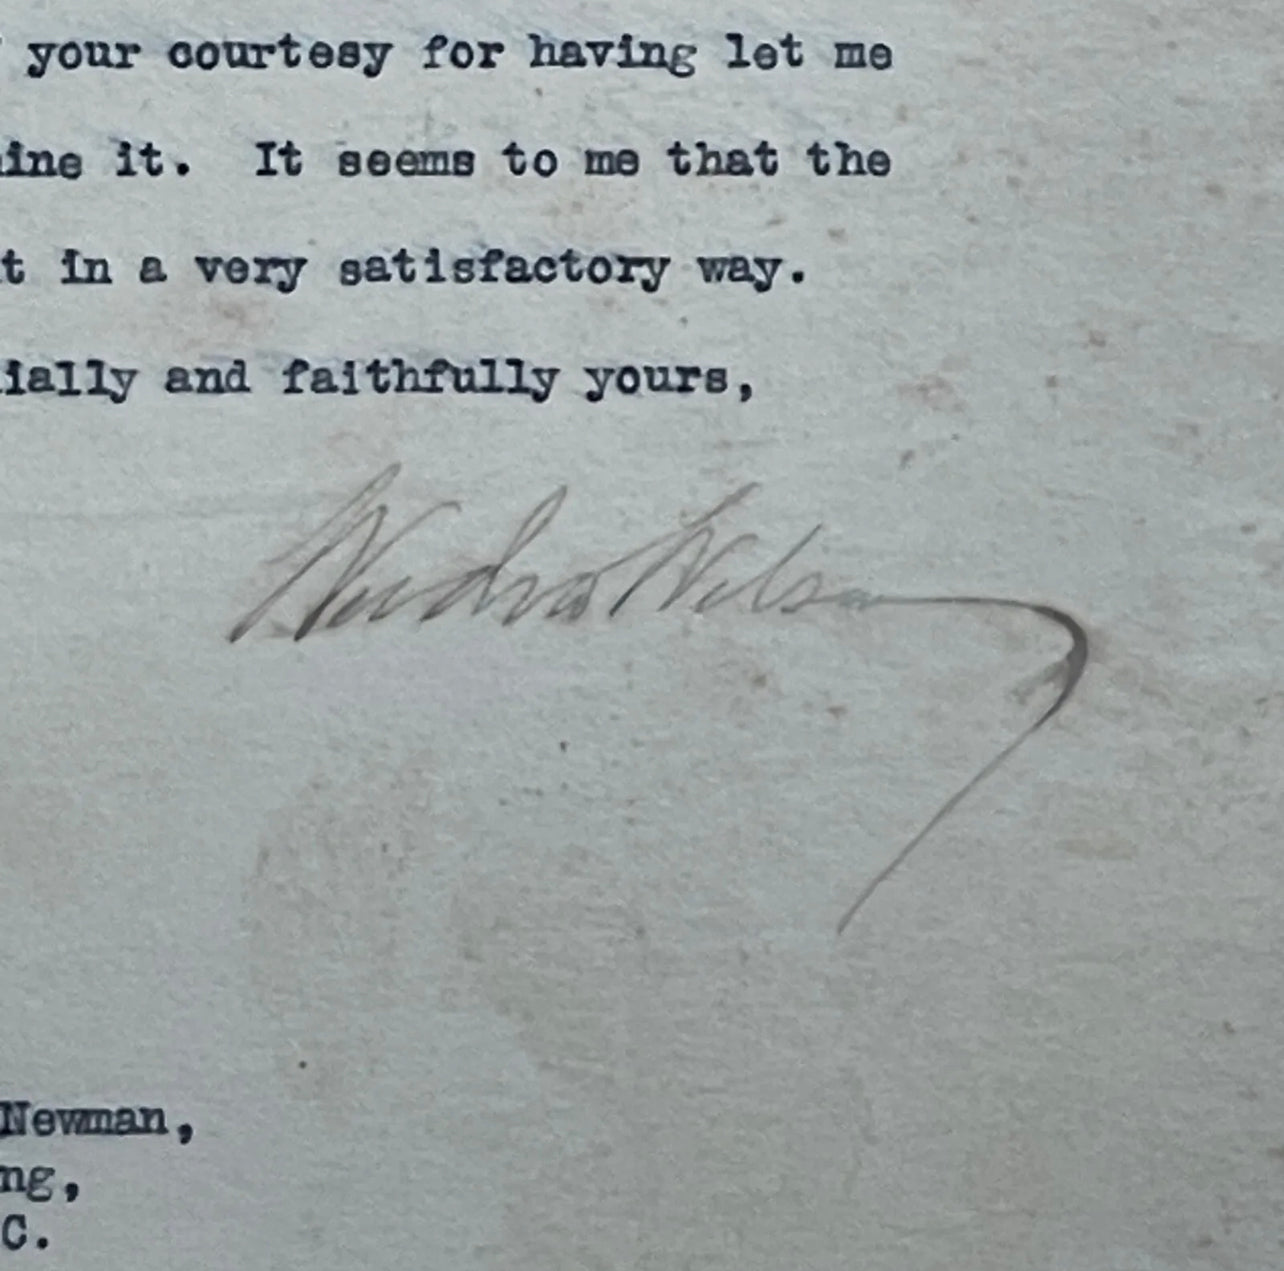 your courtesy for having let me
ine it. It seems to me that the
t in a very satisfactory way.
ially and faithfully yours,
Woodrow Wilson
Newman,
ng,
C.